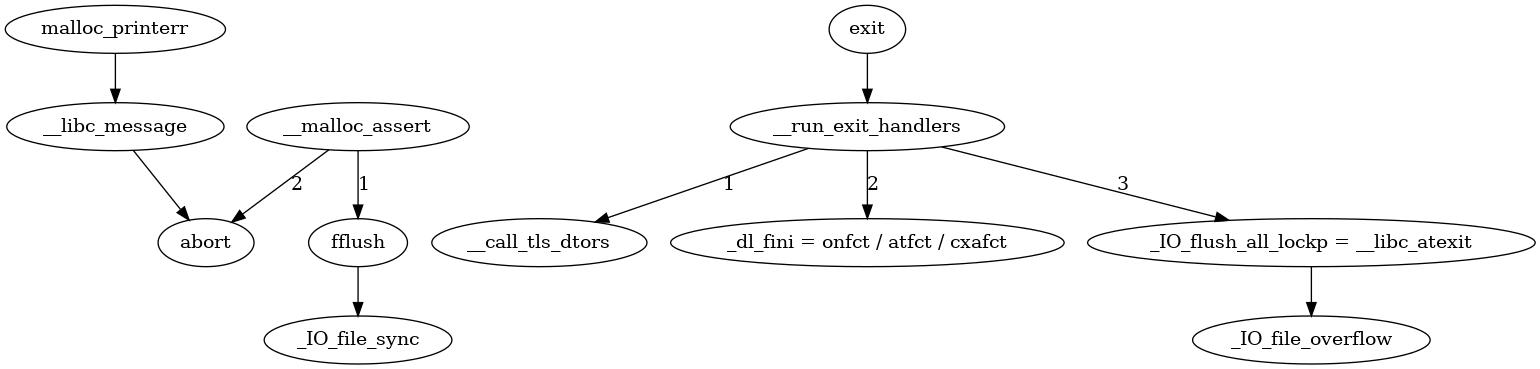 malloc_printerr
exit
__libc_message
__malloc_assert
__run_exit_handlers
2
1
1
2
3
abort
fflush
__call_tls_dtors
_dl_fini = onfct / atfct / cxafct
_IO_flush_all_lockp = __libc_atexit
_IO_file_sync
_IO_file_overflow